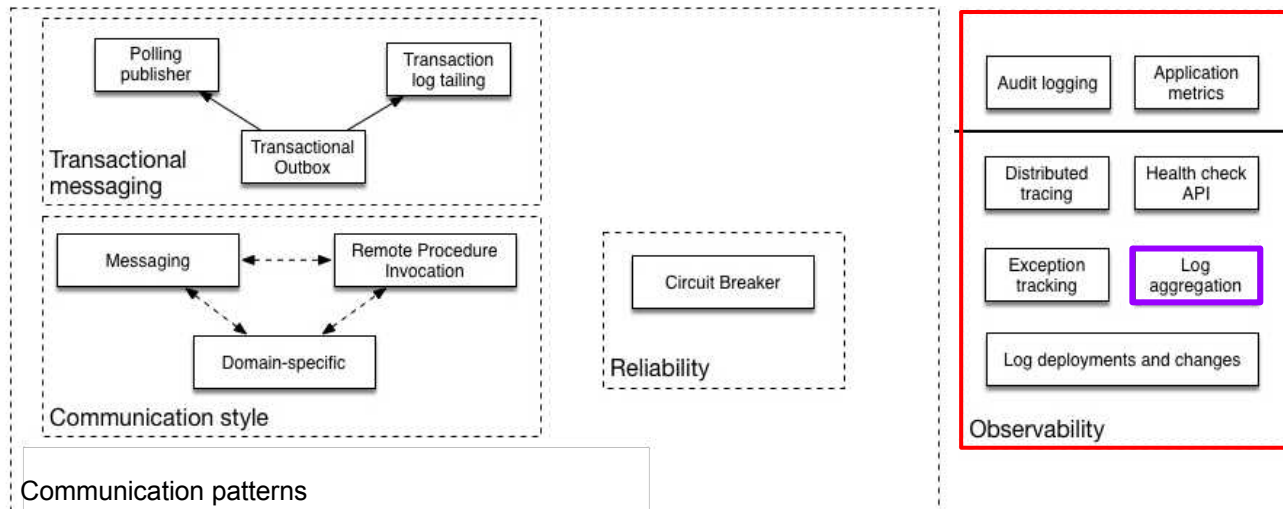 Polling
publisher
Transaction
log tailing
Transactional
Outbox
Transactional
messaging
Messaging
Remote Procedure
Invocation
Domain-specific
Communication style
Circuit Breaker
Reliability
Communication patterns
Audit logging
Application
metrics
Distributed
tracing
Health check
API
Exception
tracking
Log
aggregation
Log deployments and changes
Observability